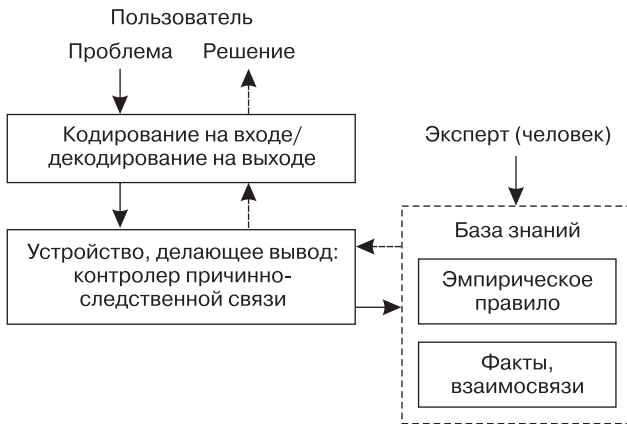 Пользователь
Проблема Решение
Кодирование на входе/
декодирование на выходе
Эксперт (человек)
Устройство, делающее вывод:
контролер причинно-
следственной связи
База знаний
Эмпирическое
правило
Факты,
взаимосвязи